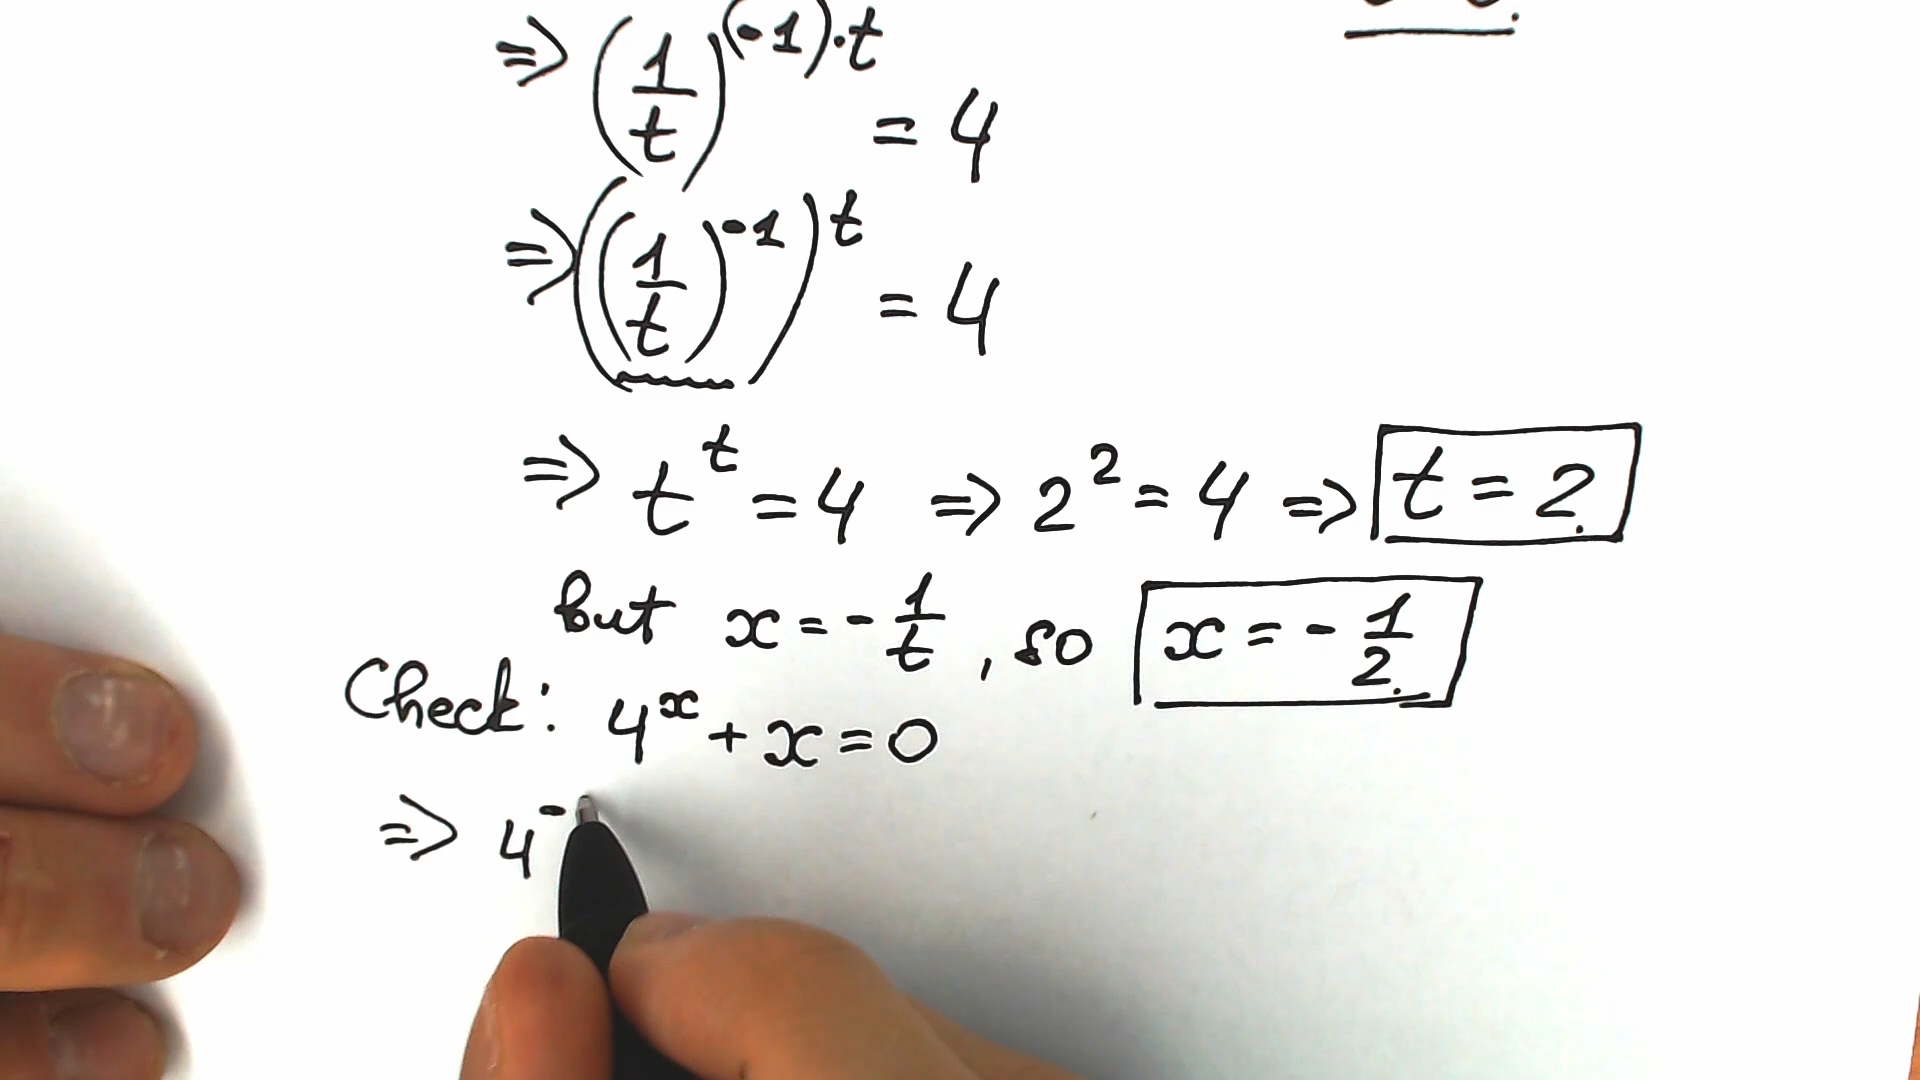 ⇒ (1/t)^((-1)·t) = 4
⇒ ((1/t)^(-1))^t = 4
⇒ t^t = 4 ⇒ 2^2 = 4 ⇒ t = 2.
but x = - 1/t , so x = - 1/2.
Check: 4^x + x = 0
⇒ 4^-